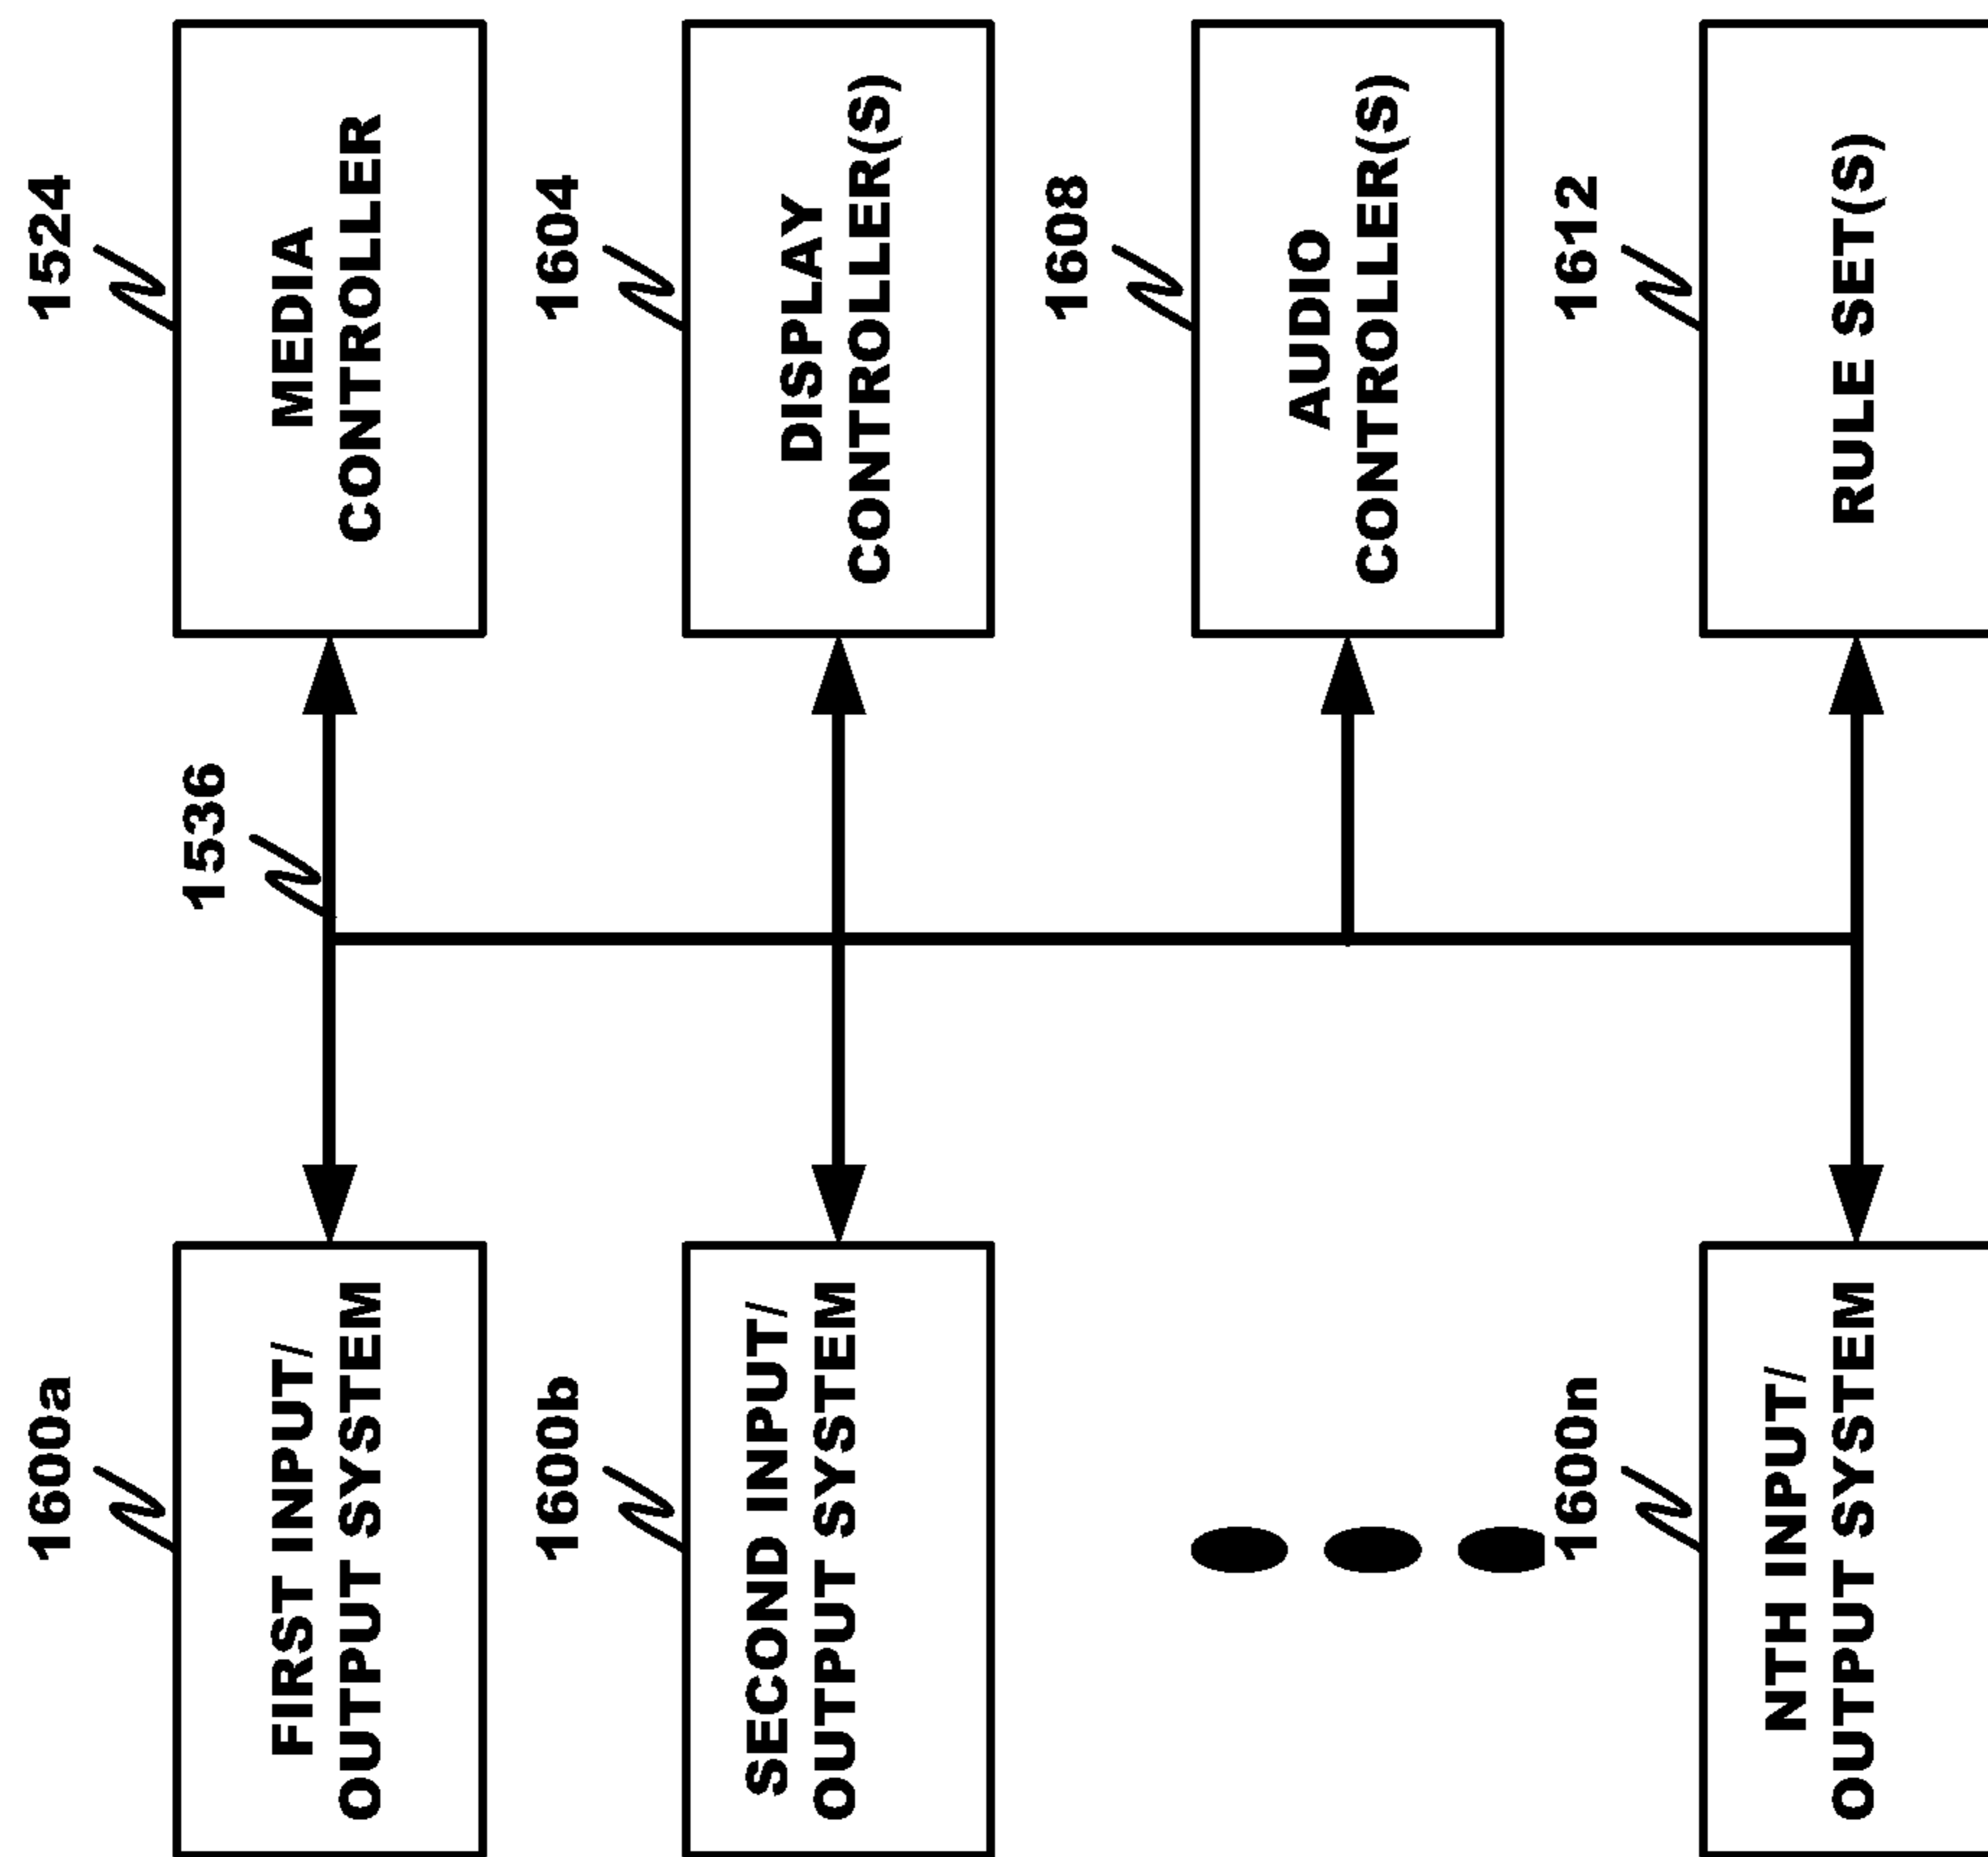 1600a
FIRST INPUT/
OUTPUT SYSTEM
1536
1524
MEDIA
CONTROLLER
1600b
SECOND INPUT/
OUTPUT SYSTEM
1604
DISPLAY
CONTROLLER(S)
1608
AUDIO
CONTROLLER(S)
1600n
NTH INPUT/
OUTPUT SYSTEM
1612
RULE SET(S)